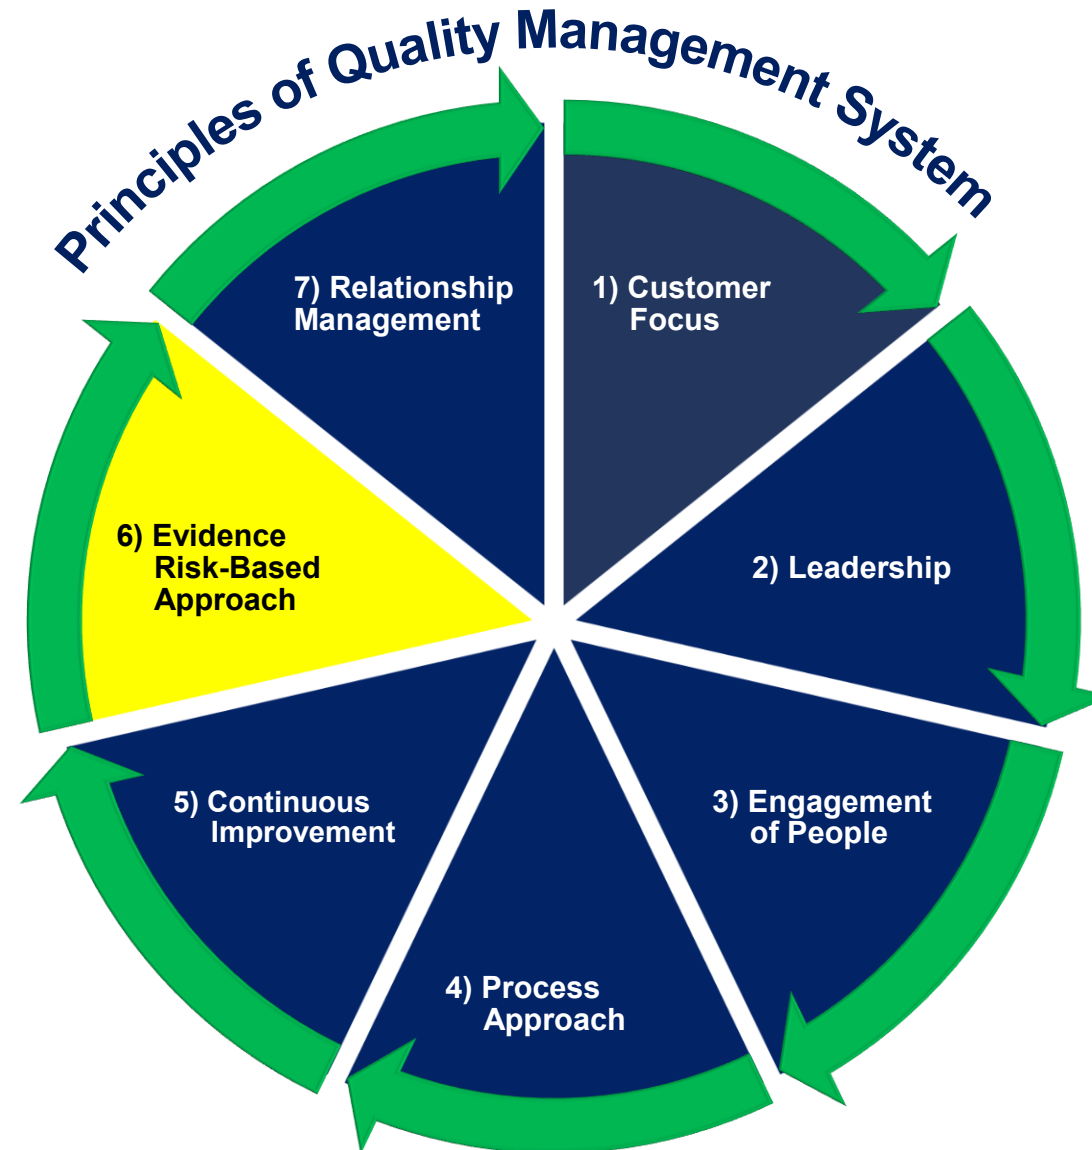 Principles of Quality Management System
1) Customer
Focus
2) Leadership
3) Engagement
of People
4) Process
Approach
5) Continuous
Improvement
6) Evidence
Risk-Based
Approach
7) Relationship
Management